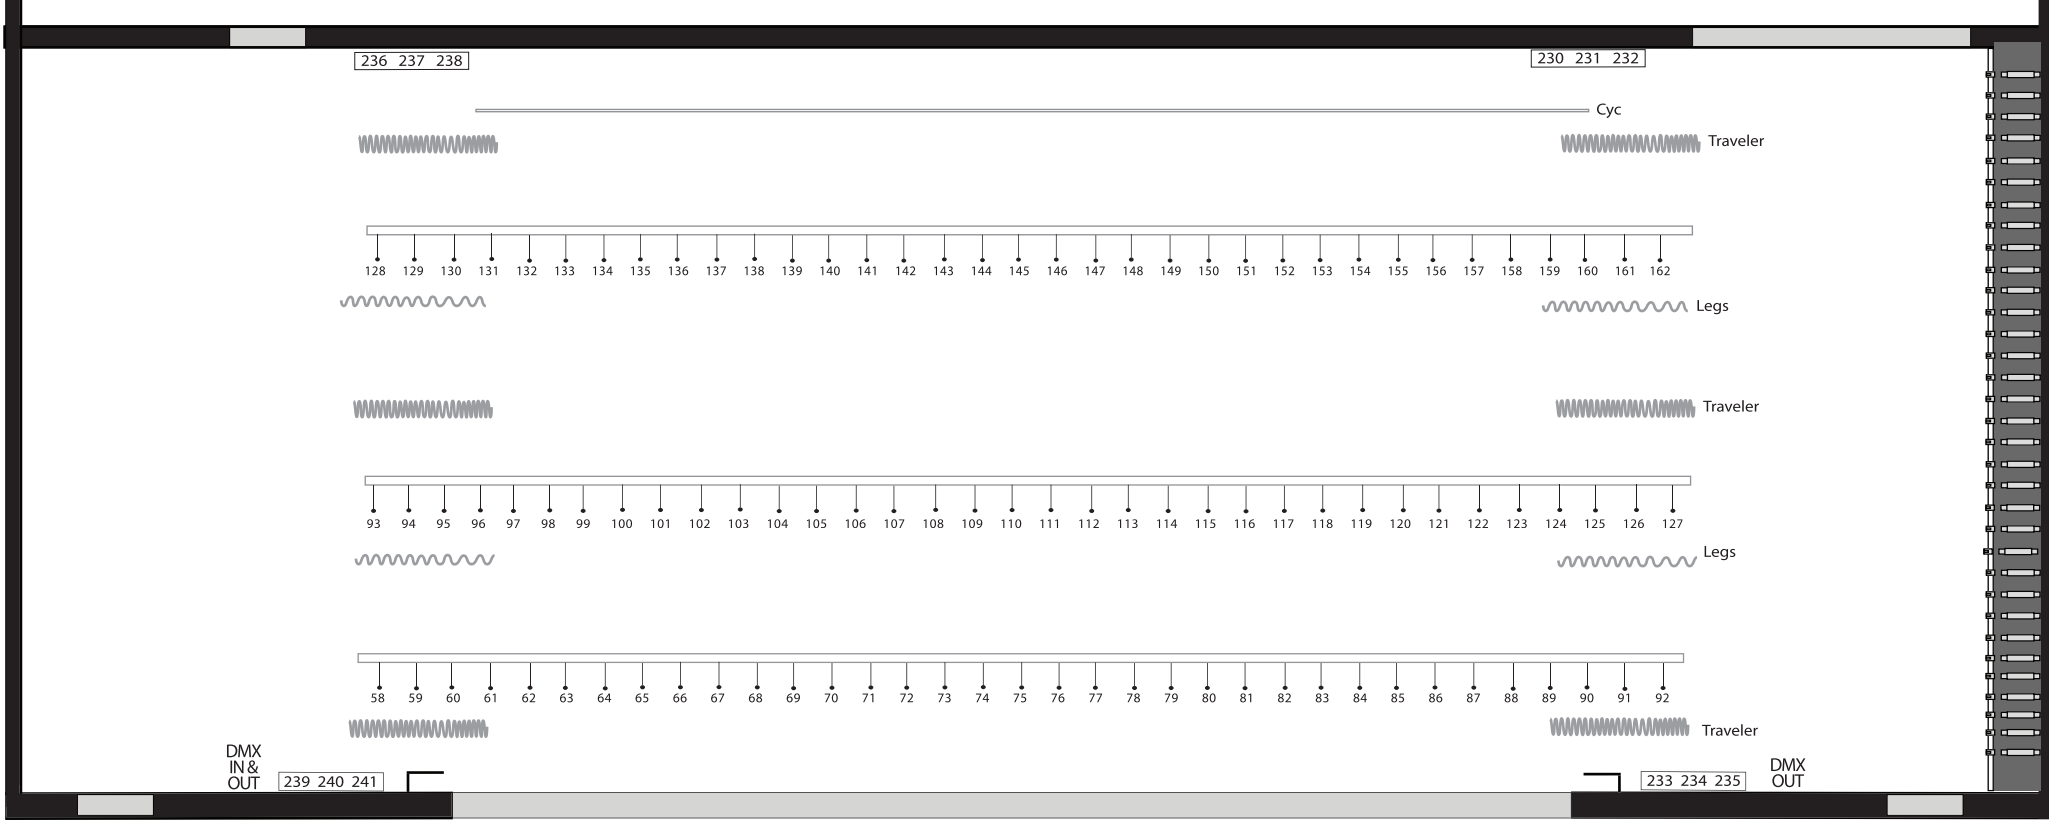 236 237 238
230 231 232
Cyc
Traveler
128 129 130 131 132 133 134 135 136 137 138 139 140 141 142 143 144 145 146 147 148 149 150 151 152 153 154 155 156 157 158 159 160 161 162
Legs
Traveler
93 94 95 96 97 98 99 100 101 102 103 104 105 106 107 108 109 110 111 112 113 114 115 116 117 118 119 120 121 122 123 124 125 126 127
Legs
58 59 60 61 62 63 64 65 66 67 68 69 70 71 72 73 74 75 76 77 78 79 80 81 82 83 84 85 86 87 88 89 90 91 92
Traveler
DMX
IN &
OUT
239 240 241
233 234 235
DMX
OUT